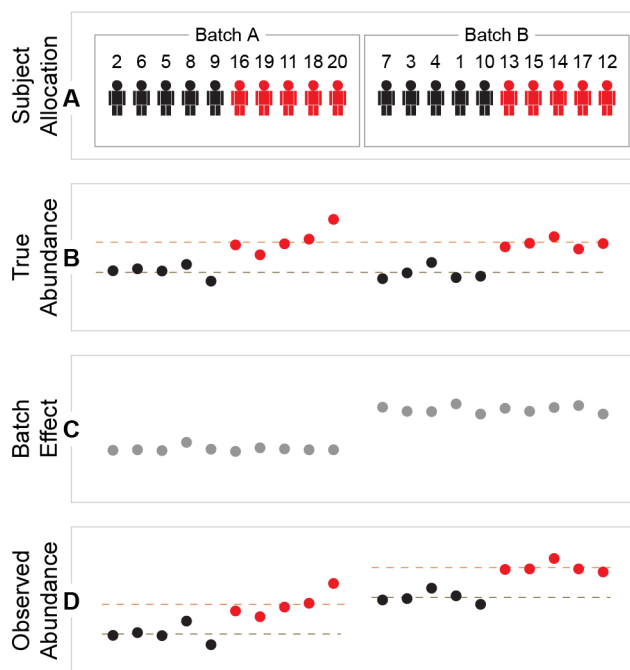 Batch A
Batch B
2 6 5 8 9 16 19 11 18 20
7 3 4 1 10 13 15 14 17 12
Subject
Allocation
A
True
Abundance
B
Batch
Effect
C
Observed
Abundance
D